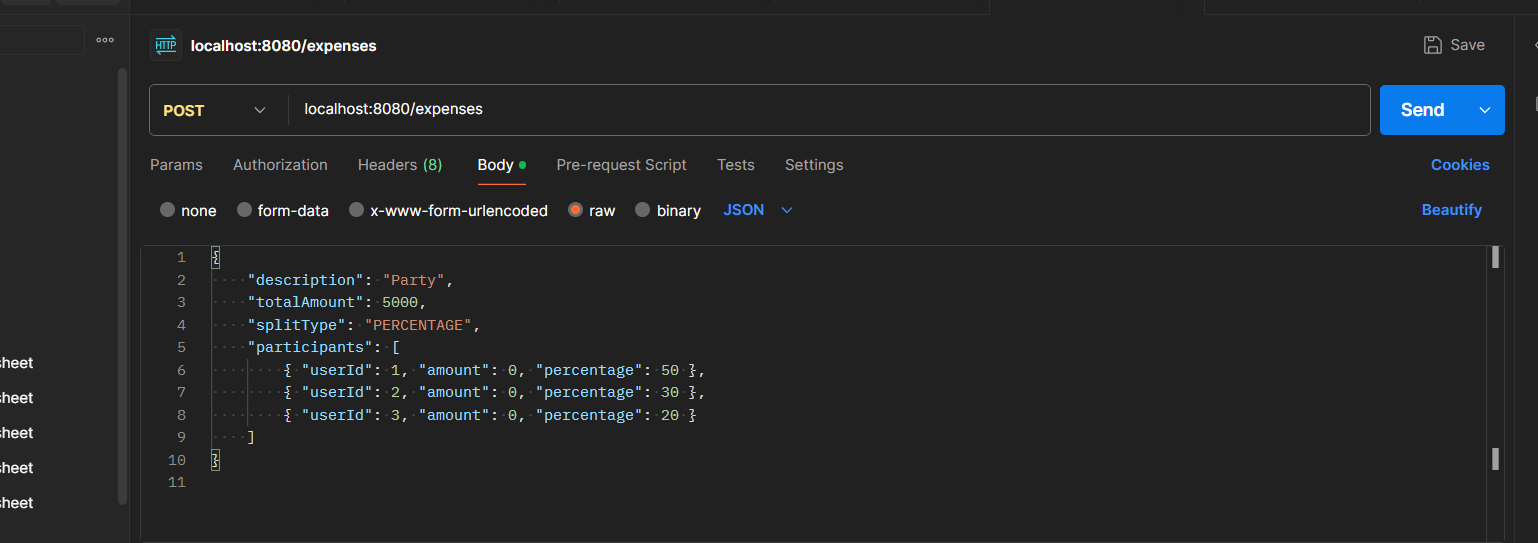 HTTP localhost:8080/expenses
Save
POST
localhost:8080/expenses
Send
Params Authorization Headers (8) Body Pre-request Script Tests Settings Cookies
none form-data x-www-form-urlencoded raw binary JSON Beautify
1 {
2 "description": "Party",
3 "totalAmount": 5000,
4 "splitType": "PERCENTAGE",
5 "participants": [
6 { "userId": 1, "amount": 0, "percentage": 50 },
7 { "userId": 2, "amount": 0, "percentage": 30 },
8 { "userId": 3, "amount": 0, "percentage": 20 }
9 ]
10 }
11
sheet
sheet
sheet
sheet
sheet